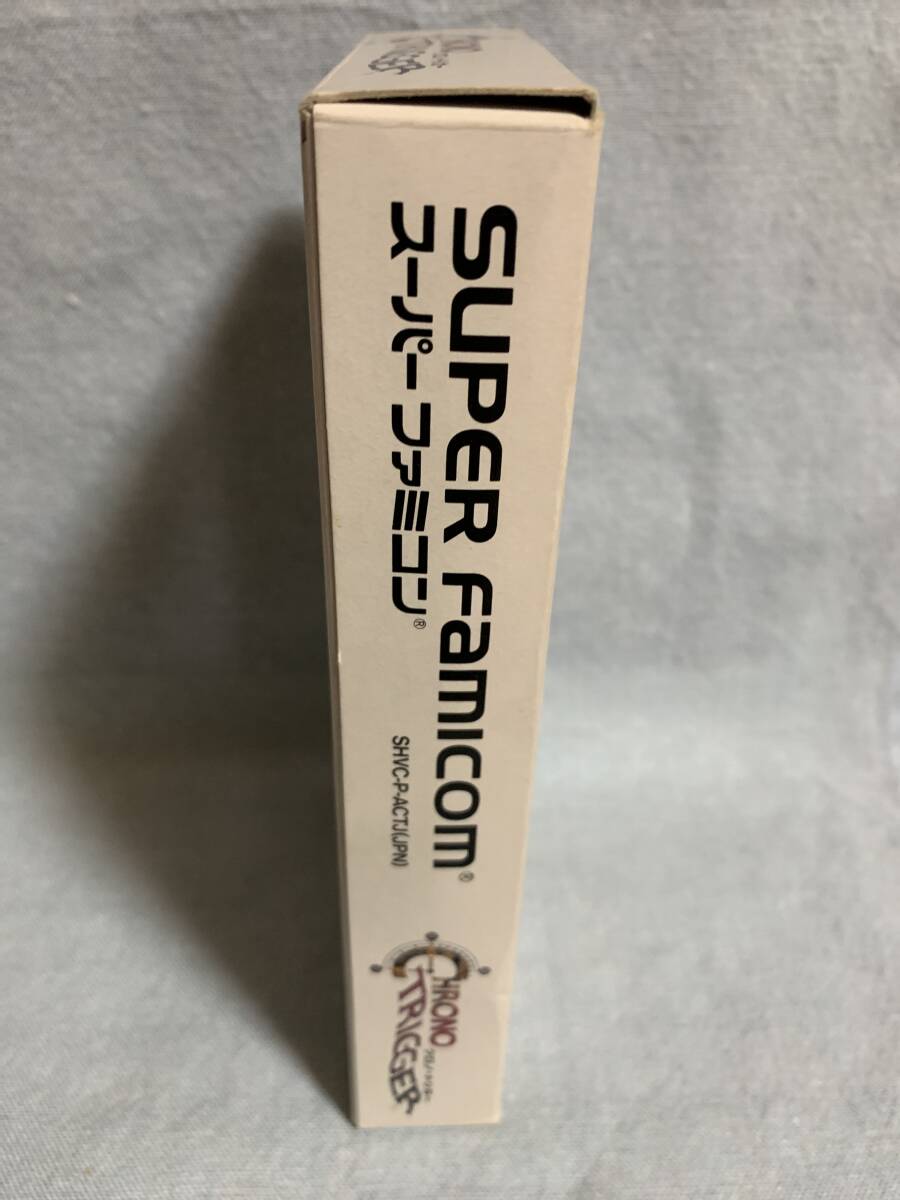 SUPER FAMICOM®
スーパーファミコン®
SHVC-P-ACTJ(JPN)
CHRONO
TRIGGER
クロノ・トリガー
TRIGGER